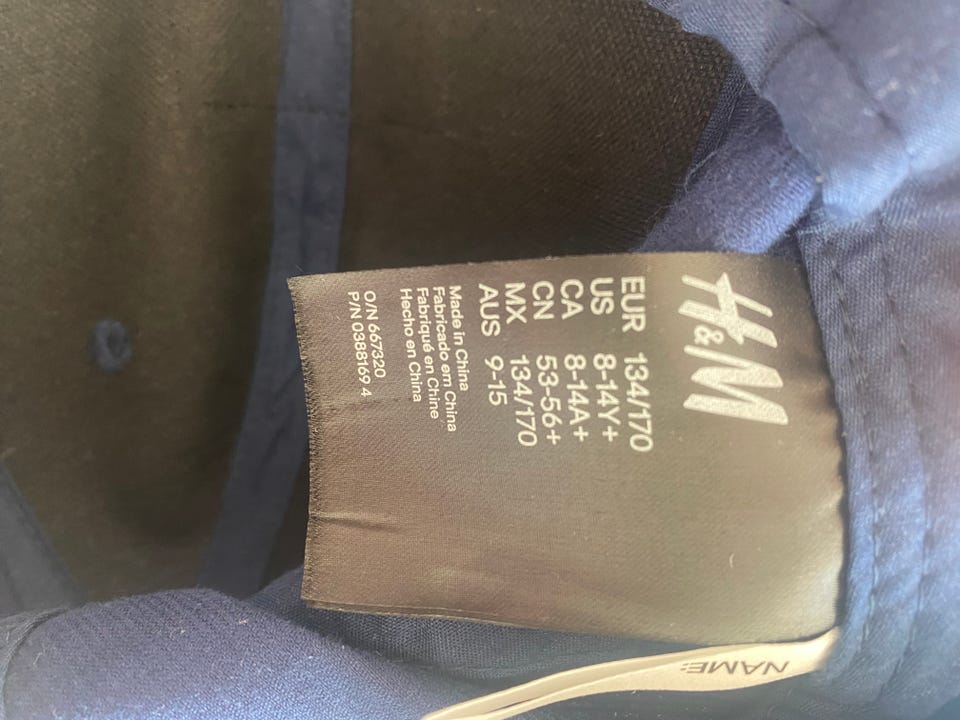 H&M
EUR 134/170
US 8-14Y+
CA 8-14A+
CN 53-56+
MX 134/170
AUS 9-15
Made in China
Fabricado em China
Fabriqué en Chine
Hecho en China
O/N 667320
P/N 0388169 4
NAME: